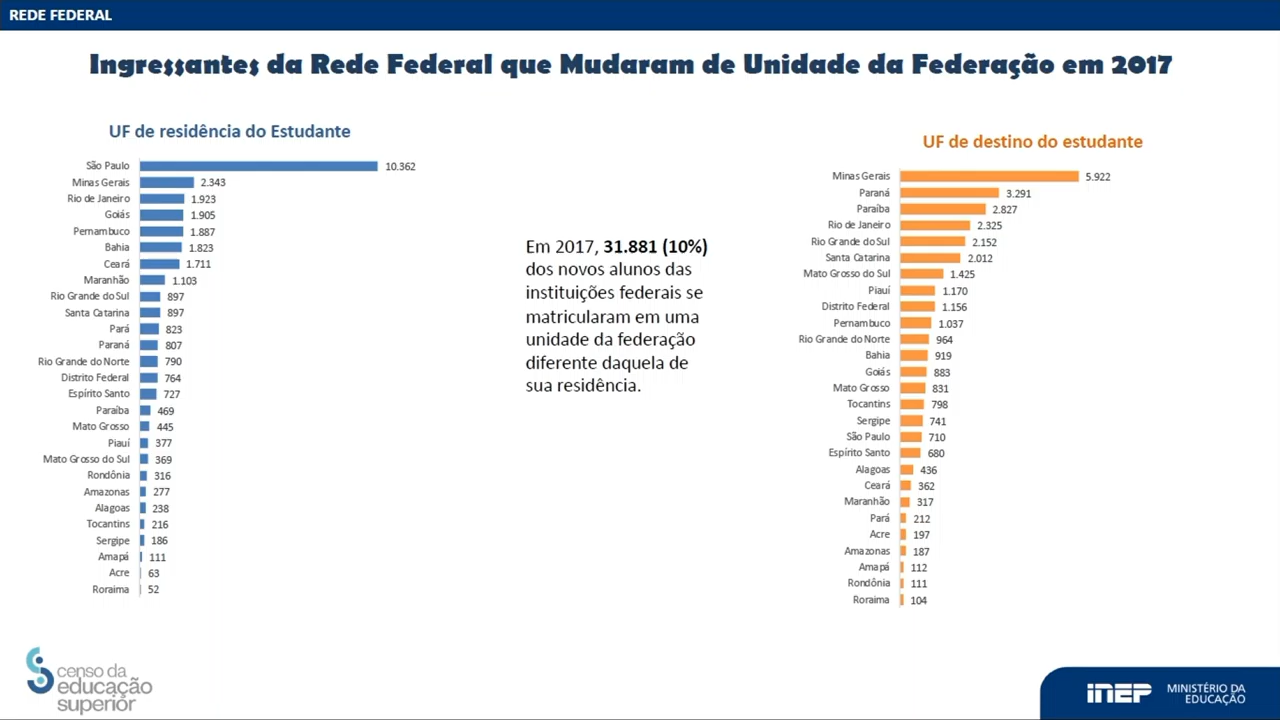 REDE FEDERAL
Ingressantes da Rede Federal que Mudaram de Unidade da Federação em 2017
UF de residência do Estudante
São Paulo 10.362
Minas Gerais 2.343
Rio de Janeiro 1.923
Goiás 1.905
Pernambuco 1.887
Bahia 1.823
Ceará 1.711
Maranhão 1.103
Rio Grande do Sul 897
Santa Catarina 897
Pará 823
Paraná 807
Rio Grande do Norte 790
Distrito Federal 764
Espírito Santo 727
Paraíba 469
Mato Grosso 445
Piauí 377
Mato Grosso do Sul 369
Rondônia 316
Amazonas 277
Alagoas 238
Tocantins 216
Sergipe 186
Amapá 111
Acre 63
Roraima 52
Em 2017, 31.881 (10%)
dos novos alunos das
instituições federais se
matricularam em uma
unidade da federação
diferente daquela de
sua residência.
UF de destino do estudante
Minas Gerais 5.922
Paraná 3.291
Paraíba 2.827
Rio de Janeiro 2.325
Rio Grande do Sul 2.152
Santa Catarina 2.012
Mato Grosso do Sul 1.425
Piauí 1.170
Distrito Federal 1.156
Pernambuco 1.037
Rio Grande do Norte 964
Bahia 919
Goiás 883
Mato Grosso 831
Tocantins 798
Sergipe 741
São Paulo 710
Espírito Santo 680
Alagoas 436
Ceará 362
Maranhão 317
Pará 212
Acre 197
Amazonas 187
Amapá 112
Rondônia 111
Roraima 104
censo da
educação
superior
INEP
MINISTÉRIO DA
EDUCAÇÃO